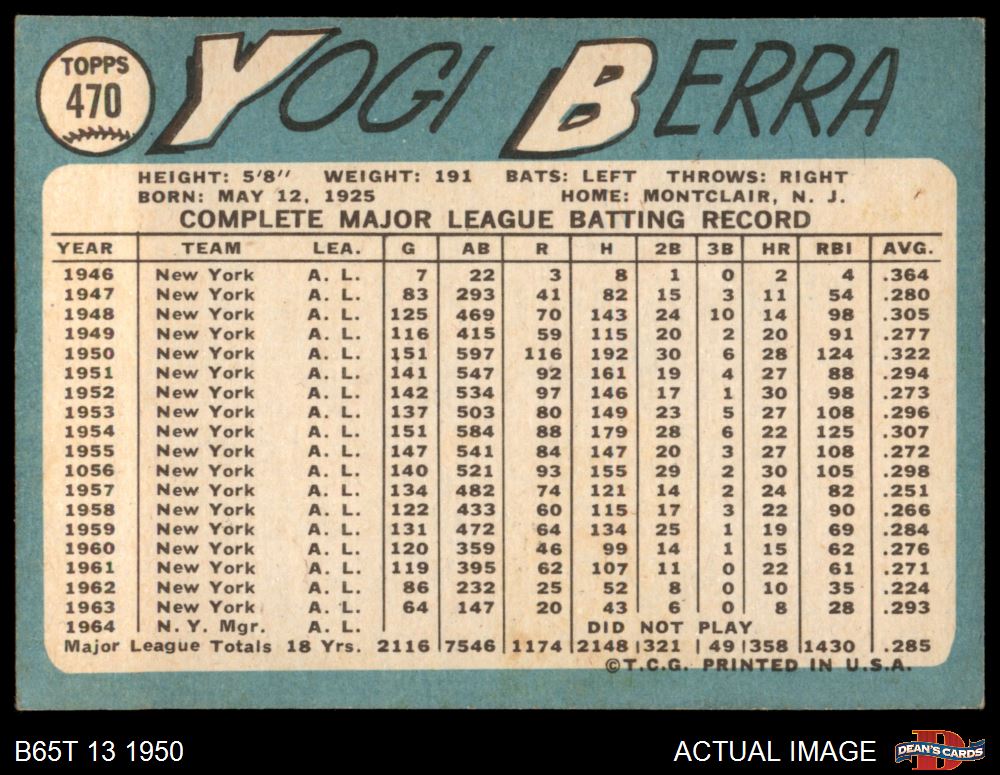 TOPPS
470
YOGI BERRA
HEIGHT: 5'8" WEIGHT: 191 BATS: LEFT THROWS: RIGHT
BORN: MAY 12, 1925 HOME: MONTCLAIR, N. J.
COMPLETE MAJOR LEAGUE BATTING RECORD
YEAR TEAM LEA. G AB R H 2B 3B HR RBI AVG.
1946 New York A. L. 7 22 3 8 1 0 2 4 .364
1947 New York A. L. 83 293 41 82 15 3 11 54 .280
1948 New York A. L. 125 469 70 143 24 10 14 98 .305
1949 New York A. L. 116 415 59 115 20 2 20 91 .277
1950 New York A. L. 151 597 116 192 30 6 28 124 .322
1951 New York A. L. 141 547 92 161 19 4 27 88 .294
1952 New York A. L. 142 534 97 146 17 1 30 98 .273
1953 New York A. L. 137 503 80 149 23 5 27 108 .296
1954 New York A. L. 151 584 88 179 28 6 22 125 .307
1955 New York A. L. 147 541 84 147 20 3 27 108 .272
1056 New York A. L. 140 521 93 155 29 2 30 105 .298
1957 New York A. L. 134 482 74 121 14 2 24 82 .251
1958 New York A. L. 122 433 60 115 17 3 22 90 .266
1959 New York A. L. 131 472 64 134 25 1 19 69 .284
1960 New York A. L. 120 359 46 99 14 1 15 62 .276
1961 New York A. L. 119 395 62 107 11 0 22 61 .271
1962 New York A. L. 86 232 25 52 8 0 10 35 .224
1963 New York A. L. 64 147 20 43 6 0 8 28 .293
1964 N. Y. Mgr. A. L. DID NOT PLAY
Major League Totals 18 Yrs. 2116 7546 1174 2148 321 49 358 1430 .285
©T.C.G. PRINTED IN U.S.A.
B65T 13 1950 ACTUAL IMAGE DEAN'S CARDS